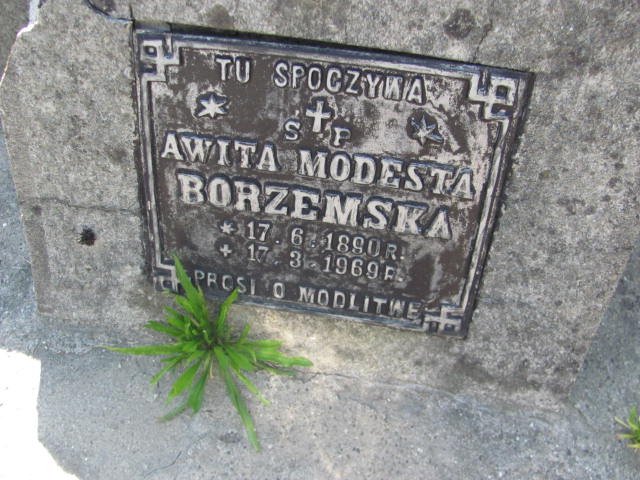 TU SPOCZYWA
Ś P
AWITA MODESTA
BORZEMSKA
* 17. 6. 1890 R.
+ 17. 3. 1969 R.
PROSI O MODLITWĘ